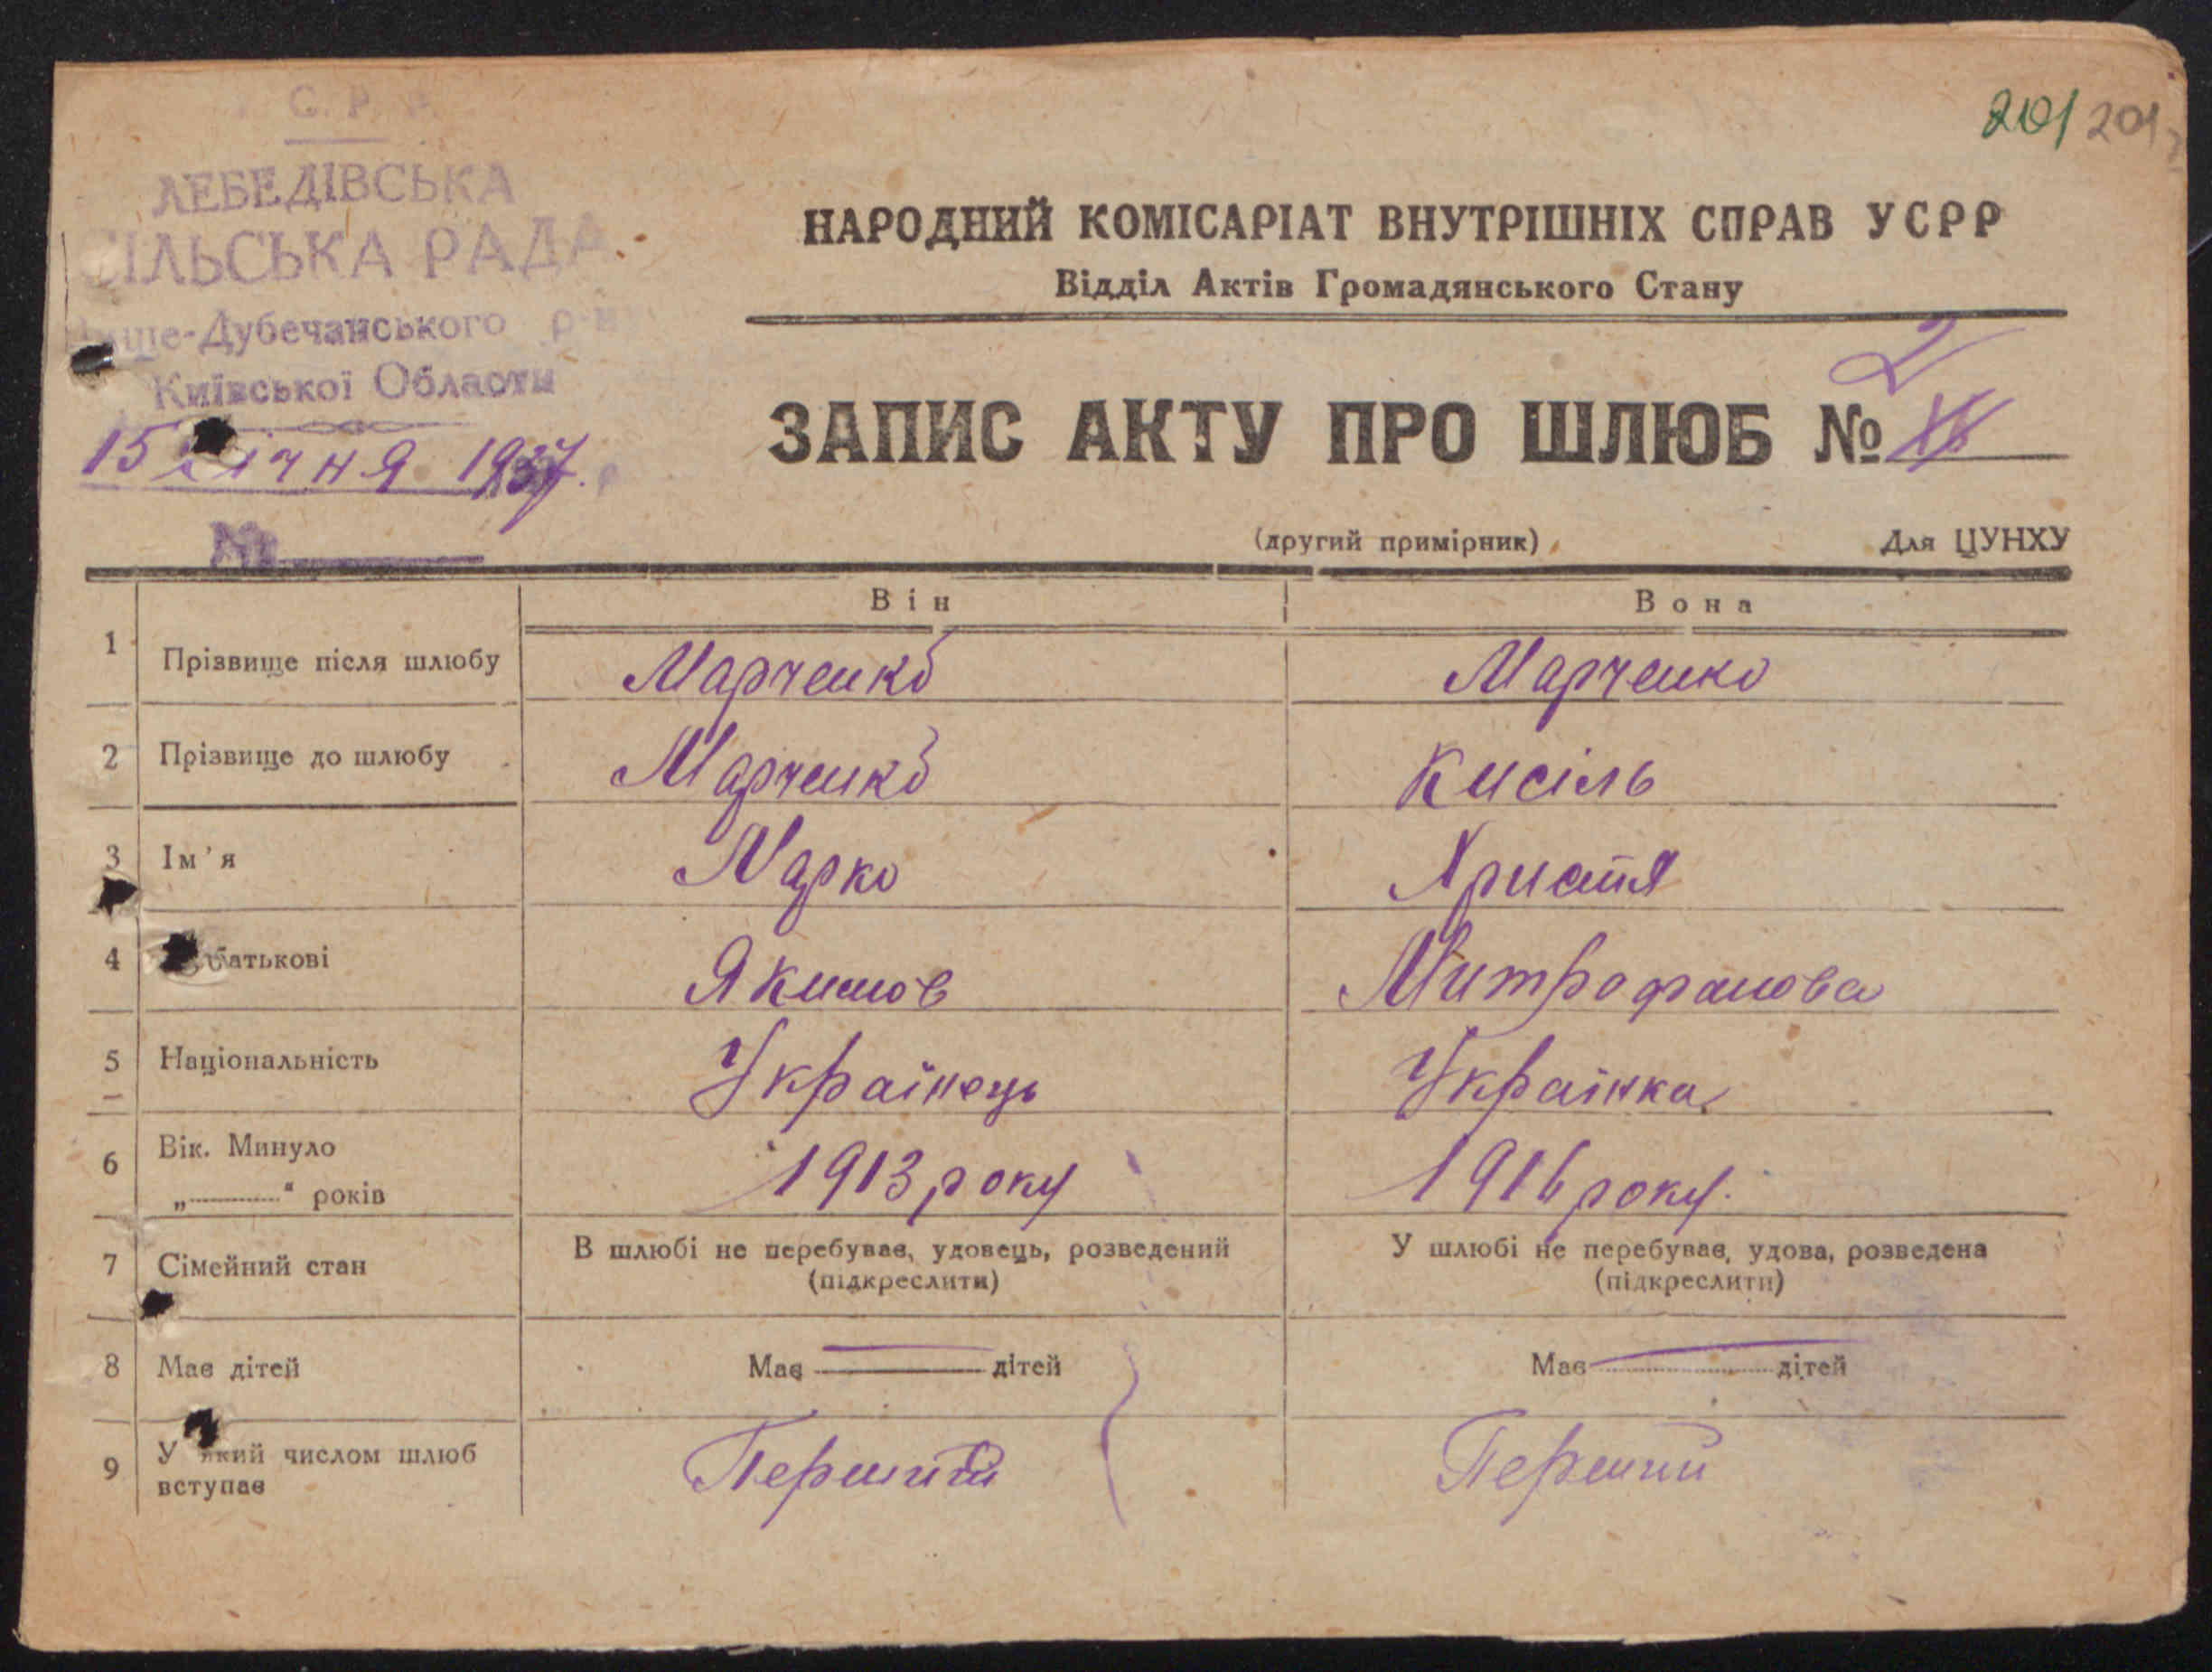 С. Р. Р.
201 201
ЛЕБЕДІВСЬКА
СІЛЬСЬКА РАДА
Вище-Дубечанського р-н
Київської Области
15 січня 1937 р
№
НАРОДНИЙ КОМІСАРІАТ ВНУТРІШНІХ СПРАВ УСРР
Відділ Актів Громадянського Стану
ЗАПИС АКТУ ПРО ШЛЮБ № 2
(другий примірник) Для ЦУНХУ
Він Вона
1 Прізвище після шлюбу Марченко Марченко
2 Прізвище до шлюбу Марченко Кисіль
3 Ім'я Марко Христя
4 батькові Якимов Митрофанова
5 Національність Українець Українка
6 Вік. Минуло
„ “ років 1913 року 1916 року.
7 Сімейний стан В шлюбі не перебував, удовець, розведений У шлюбі не перебував, удова, розведена
(підкреслити) (підкреслити)
8 Має дітей Має — дітей Має — дітей
9 У який числом шлюб
вступає Перший Перший